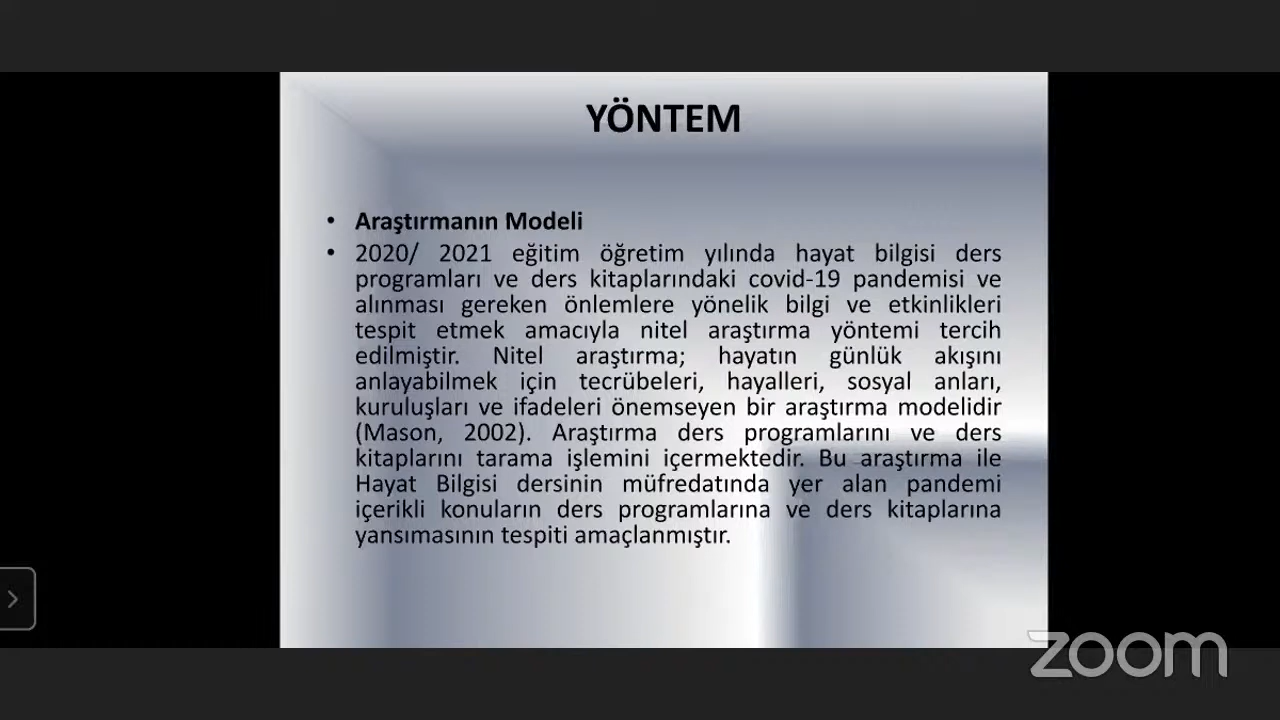 YÖNTEM
• Araştırmanın Modeli
• 2020/ 2021 eğitim öğretim yılında hayat bilgisi ders
programları ve ders kitaplarındaki covid-19 pandemisi ve
alınması gereken önlemlere yönelik bilgi ve etkinlikleri
tespit etmek amacıyla nitel araştırma yöntemi tercih
edilmiştir. Nitel araştırma; hayatın günlük akışını
anlayabilmek için tecrübeleri, hayalleri, sosyal anları,
kuruluşları ve ifadeleri önemseyen bir araştırma modelidir
(Mason, 2002). Araştırma ders programlarını ve ders
kitaplarını tarama işlemini içermektedir. Bu araştırma ile
Hayat Bilgisi dersinin müfredatında yer alan pandemi
içerikli konuların ders programlarına ve ders kitaplarına
yansımasının tespiti amaçlanmıştır.
zoom